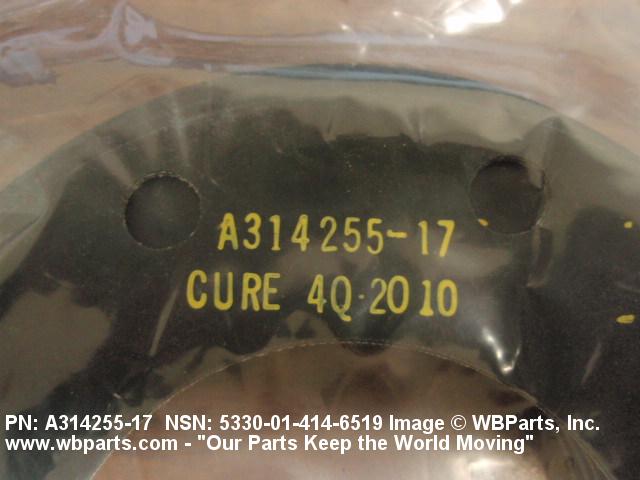 A314255-17
CURE 4Q-2010
PN: A314255-17 NSN: 5330-01-414-6519 Image © WBParts, Inc.
www.wbparts.com - "Our Parts Keep the World Moving"